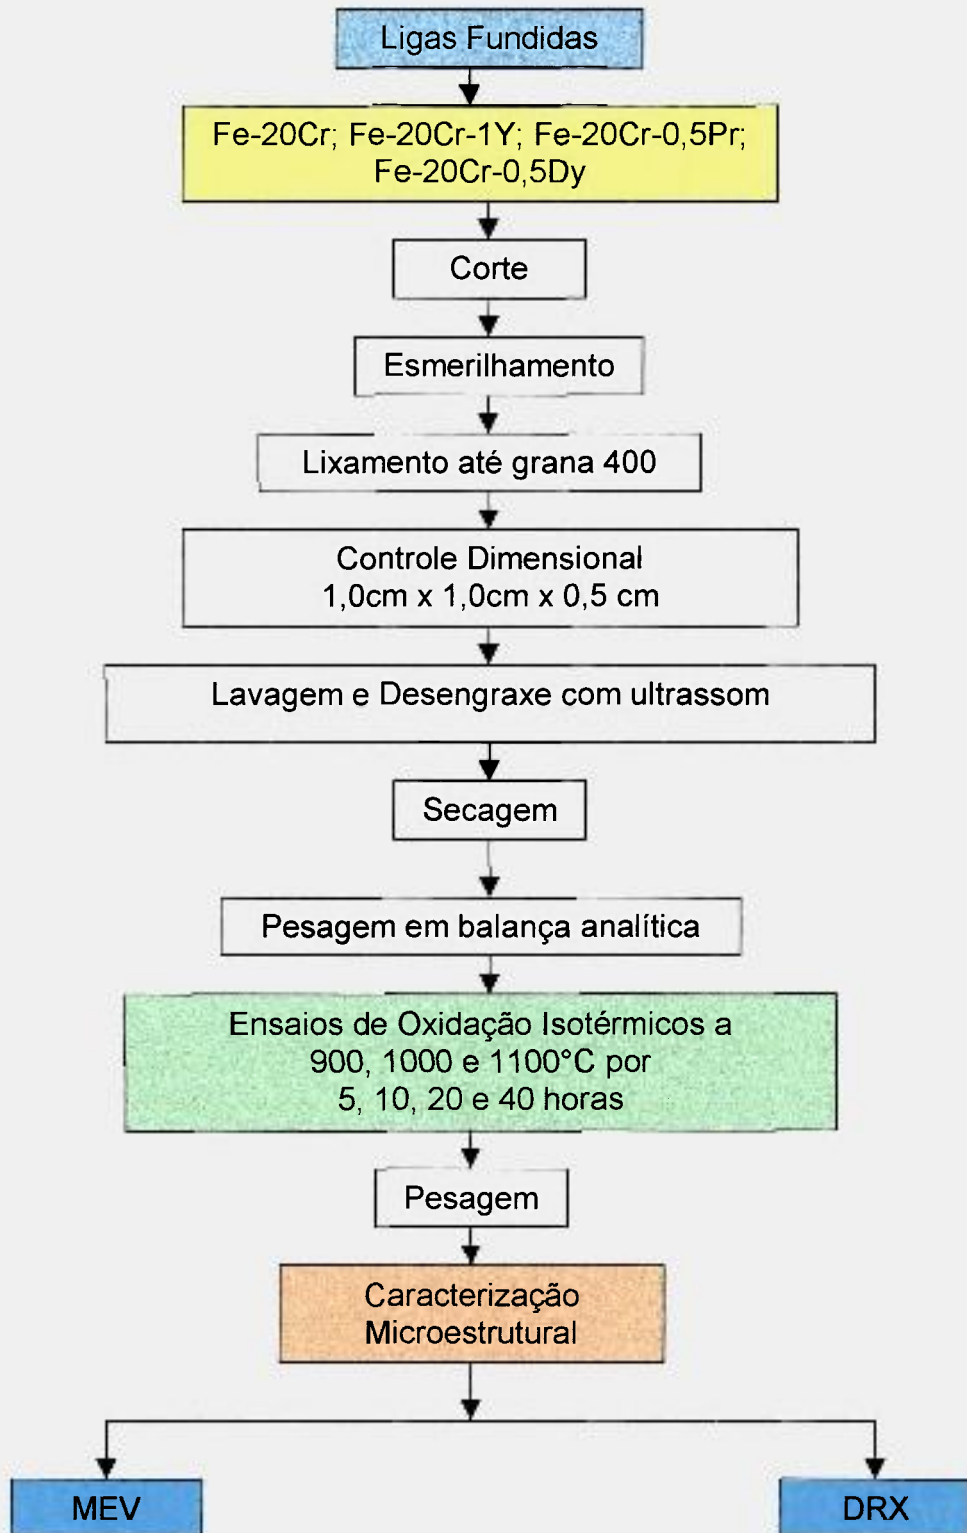 Ligas Fundidas
Fe-20Cr; Fe-20Cr-1Y; Fe-20Cr-0,5Pr;
Fe-20Cr-0,5Dy
Corte
Esmerilhamento
Lixamento até grana 400
Controle Dimensional
1,0cm x 1,0cm x 0,5 cm
Lavagem e Desengraxe com ultrassom
Secagem
Pesagem em balança analítica
Ensaios de Oxidação Isotérmicos a
900, 1000 e 1100°C por
5, 10, 20 e 40 horas
Pesagem
Caracterização
Microestrutural
MEV
DRX